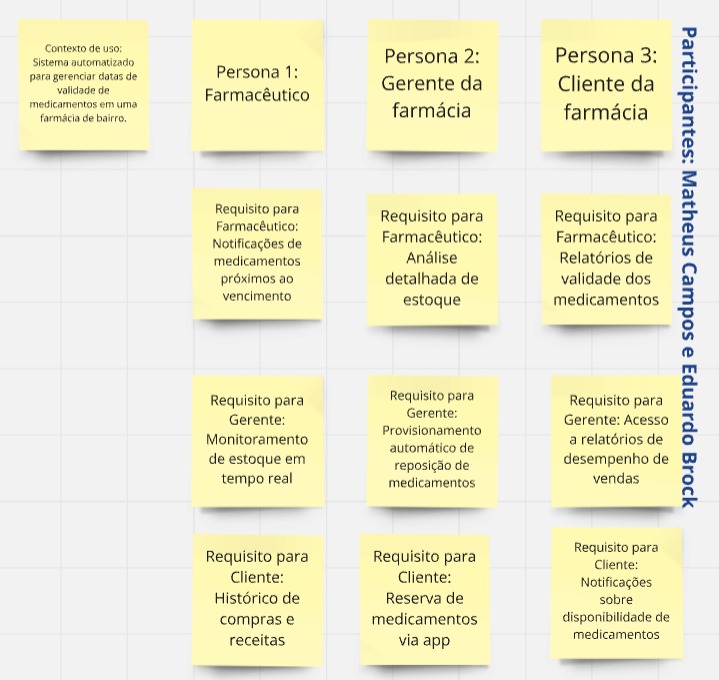 Contexto de uso:
Sistema automatizado
para gerenciar datas de
validade de
medicamentos em uma
farmácia de bairro.
Persona 1:
Farmacêutico
Persona 2:
Gerente da
farmácia
Persona 3:
Cliente da
farmácia
Requisito para
Farmacêutico:
Notificações de
medicamentos
próximos ao
vencimento
Requisito para
Farmacêutico:
Análise
detalhada de
estoque
Requisito para
Farmacêutico:
Relatórios de
validade dos
medicamentos
Requisito para
Gerente:
Monitoramento
de estoque em
tempo real
Requisito para
Gerente:
Provisionamento
automático de
reposição de
medicamentos
Requisito para
Gerente: Acesso
a relatórios de
desempenho de
vendas
Requisito para
Cliente:
Histórico de
compras e
receitas
Requisito para
Cliente:
Reserva de
medicamentos
via app
Requisito para
Cliente:
Notificações
sobre
disponibilidade de
medicamentos
Participantes: Matheus Campos e Eduardo Brock